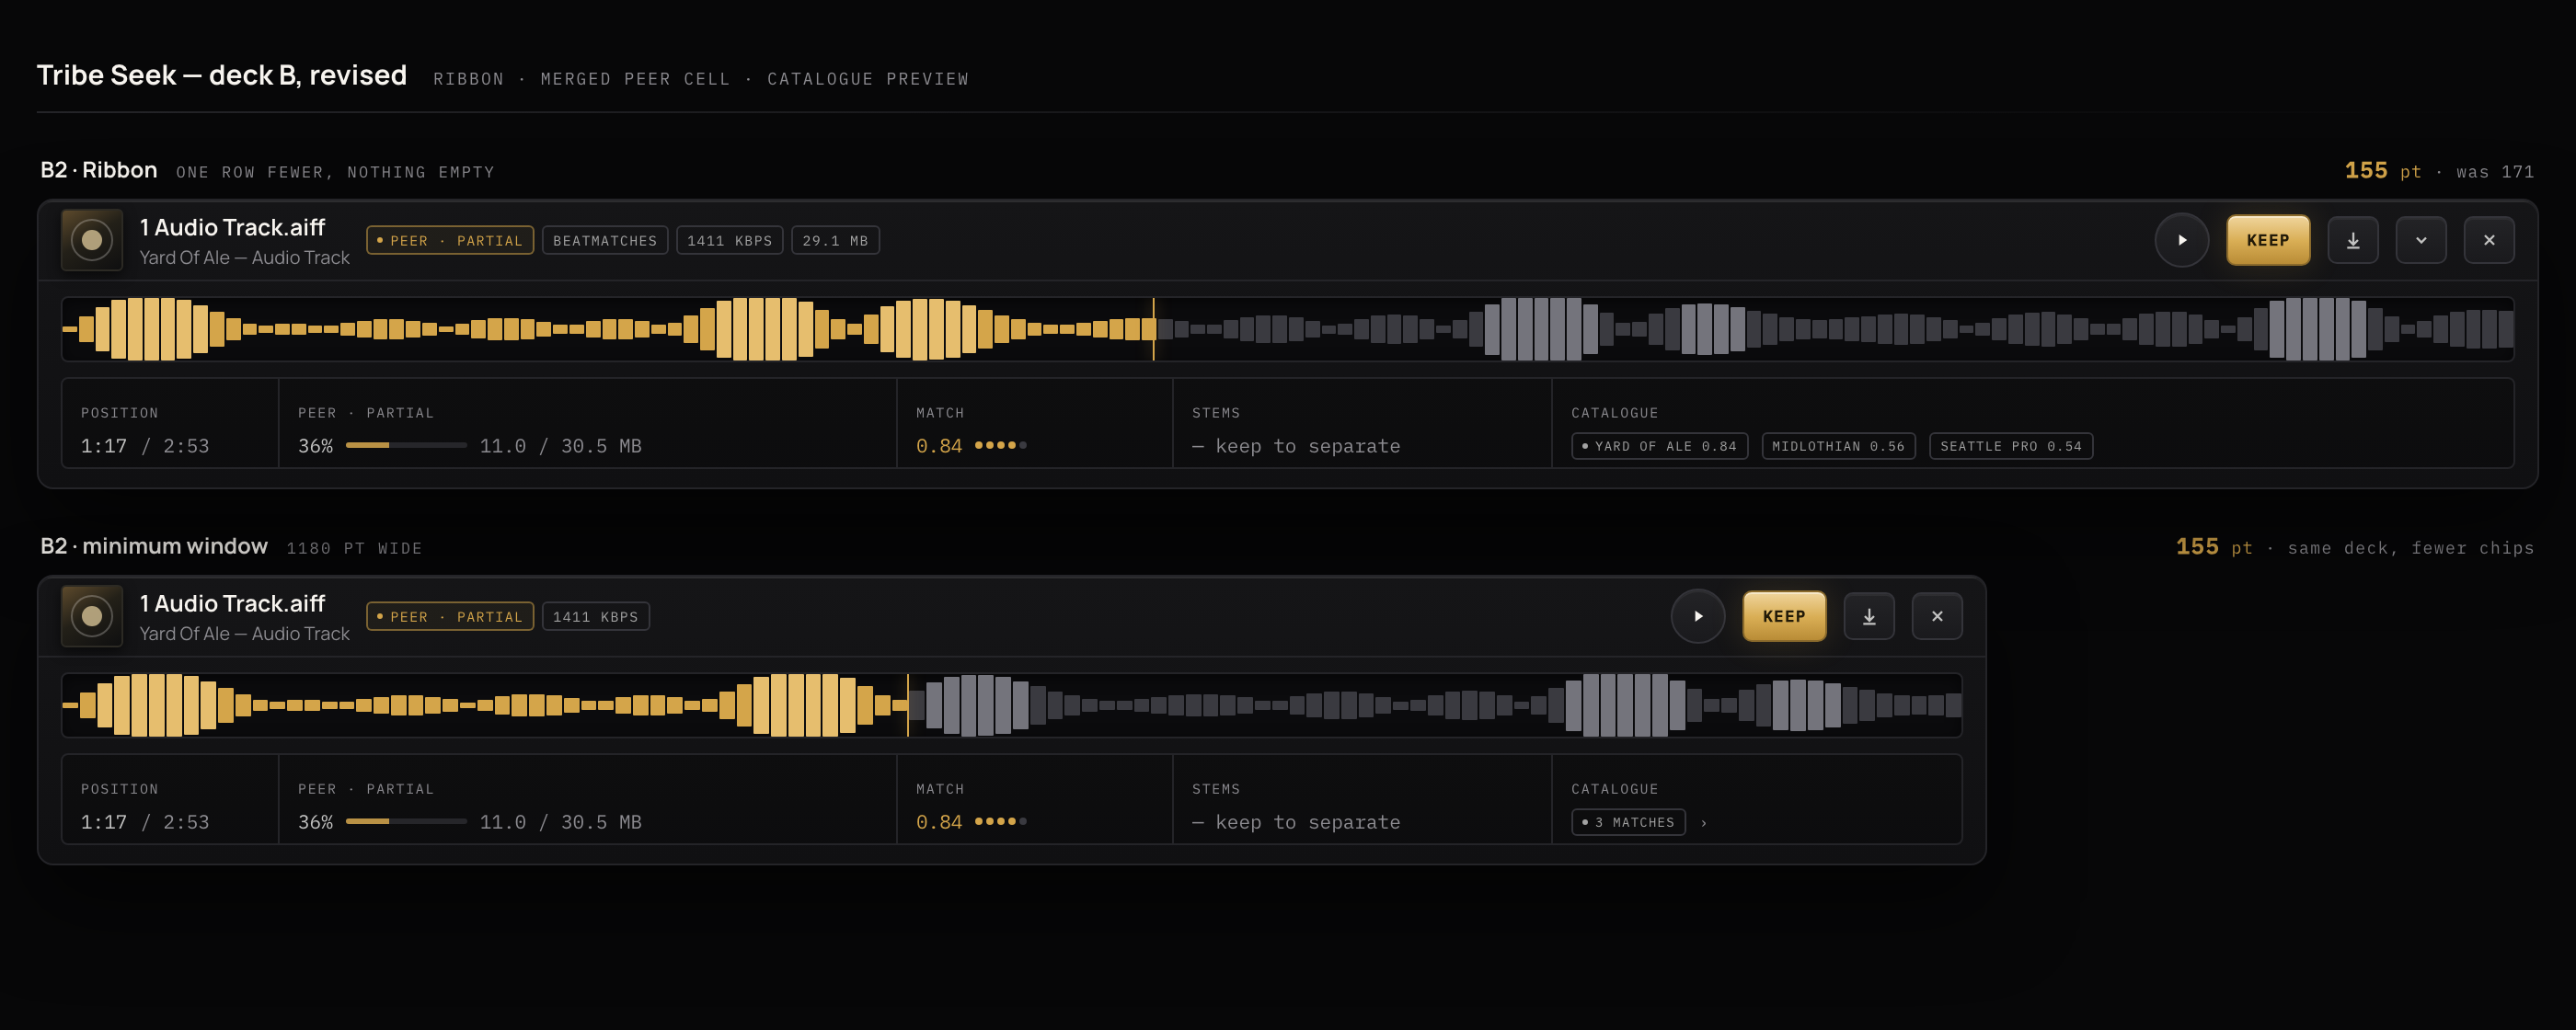 Tribe Seek — deck B, revised RIBBON · MERGED PEER CELL · CATALOGUE PREVIEW
B2 · Ribbon ONE ROW FEWER, NOTHING EMPTY 155 pt · was 171
1 Audio Track.aiff
Yard Of Ale — Audio Track
PEER · PARTIAL BEATMATCHES 1411 KBPS 29.1 MB KEEP
POSITION PEER · PARTIAL MATCH STEMS CATALOGUE
1:17 / 2:53 36% 11.0 / 30.5 MB 0.84 — keep to separate YARD OF ALE 0.84 MIDLOTHIAN 0.56 SEATTLE PRO 0.54
B2 · minimum window 1180 PT WIDE 155 pt · same deck, fewer chips
1 Audio Track.aiff
Yard Of Ale — Audio Track
PEER · PARTIAL 1411 KBPS KEEP
POSITION PEER · PARTIAL MATCH STEMS CATALOGUE
1:17 / 2:53 36% 11.0 / 30.5 MB 0.84 — keep to separate 3 MATCHES ›